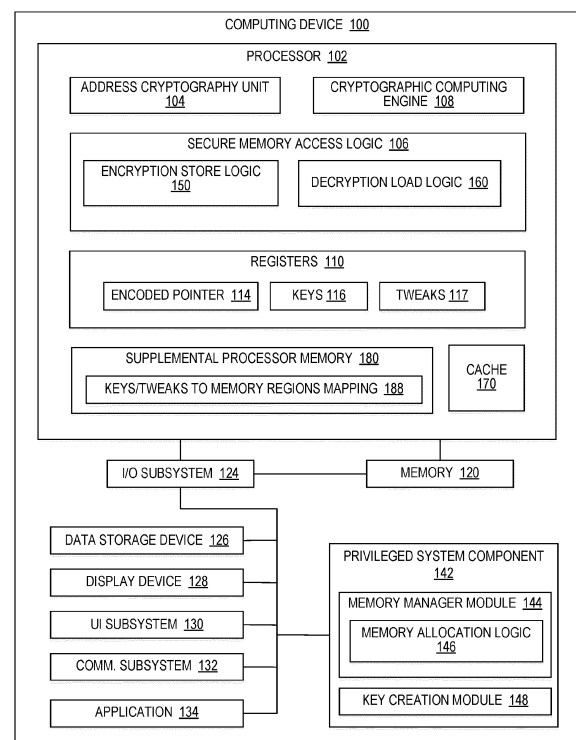 COMPUTING DEVICE 100
PROCESSOR 102
ADDRESS CRYPTOGRAPHY UNIT
104
CRYPTOGRAPHIC COMPUTING
ENGINE 108
SECURE MEMORY ACCESS LOGIC 106
ENCRYPTION STORE LOGIC
150
DECRYPTION LOAD LOGIC 160
REGISTERS 110
ENCODED POINTER 114
KEYS 116
TWEAKS 117
SUPPLEMENTAL PROCESSOR MEMORY 180
KEYS/TWEAKS TO MEMORY REGIONS MAPPING 188
CACHE
170
I/O SUBSYSTEM 124
MEMORY 120
DATA STORAGE DEVICE 126
DISPLAY DEVICE 128
UI SUBSYSTEM 130
COMM. SUBSYSTEM 132
APPLICATION 134
PRIVILEGED SYSTEM COMPONENT
142
MEMORY MANAGER MODULE 144
MEMORY ALLOCATION LOGIC
146
KEY CREATION MODULE 148